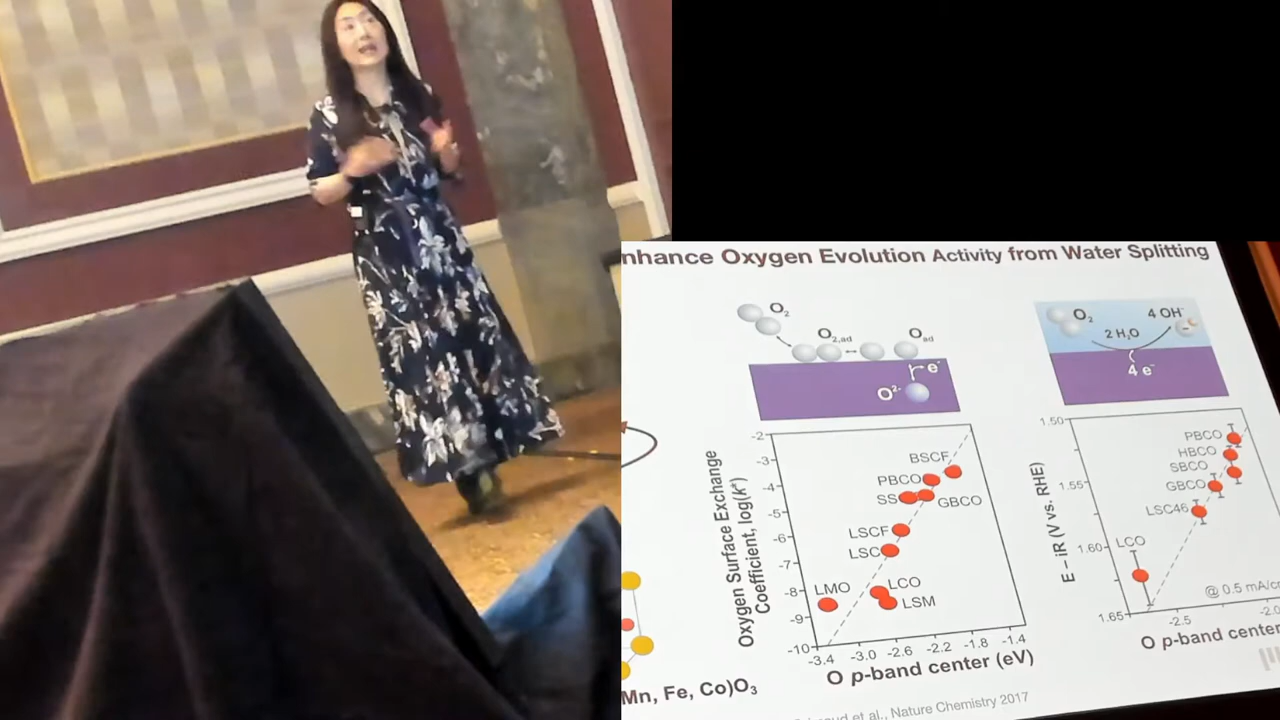 Oxygen Evolution Activity from Water Splitting
O₂
O₂,ad
O_ad
e⁻
O²⁻
O₂
4 OH⁻
2 H₂O
4 e⁻
Oxygen Surface Exchange
Coefficient, log(k*)
-2
-3
-4
-5
-6
-7
-8
-9
-10
BSCF
PBCO
GBCO
LSCF
LSC
LMO
LCO
LSM
-3.4 -3.0 -2.6 -2.2 -1.8 -1.4
O p-band center (eV)
E – iR (V vs. RHE)
1.50
1.55
1.60
1.65
PBCO
HBCO
SBCO
GBCO
LSC46
LCO
@ 0.5 mA/
-2.5
O p-band center
Mn, Fe, Co)O₃
et al., Nature Chemistry 2017